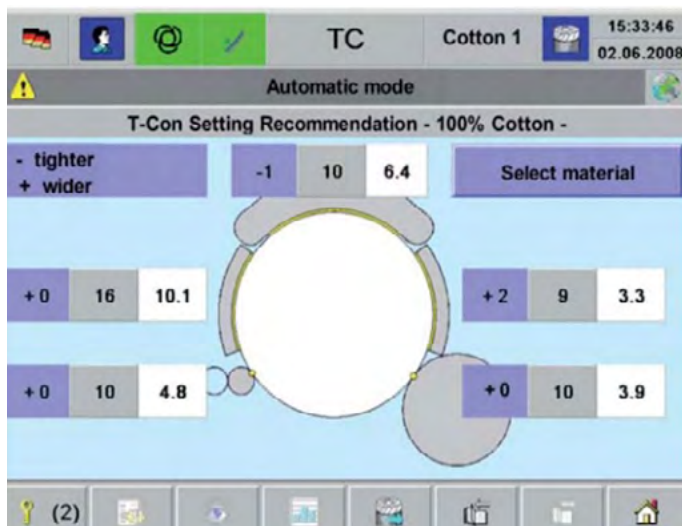 TC
Cotton 1
15:33:46
02.06.2008
Automatic mode
T-Con Setting Recommendation - 100% Cotton -
- tighter
+ wider
-1 10 6.4
Select material
+ 0 16 10.1
+ 2 9 3.3
+ 0 10 4.8
+ 0 10 3.9
(2)